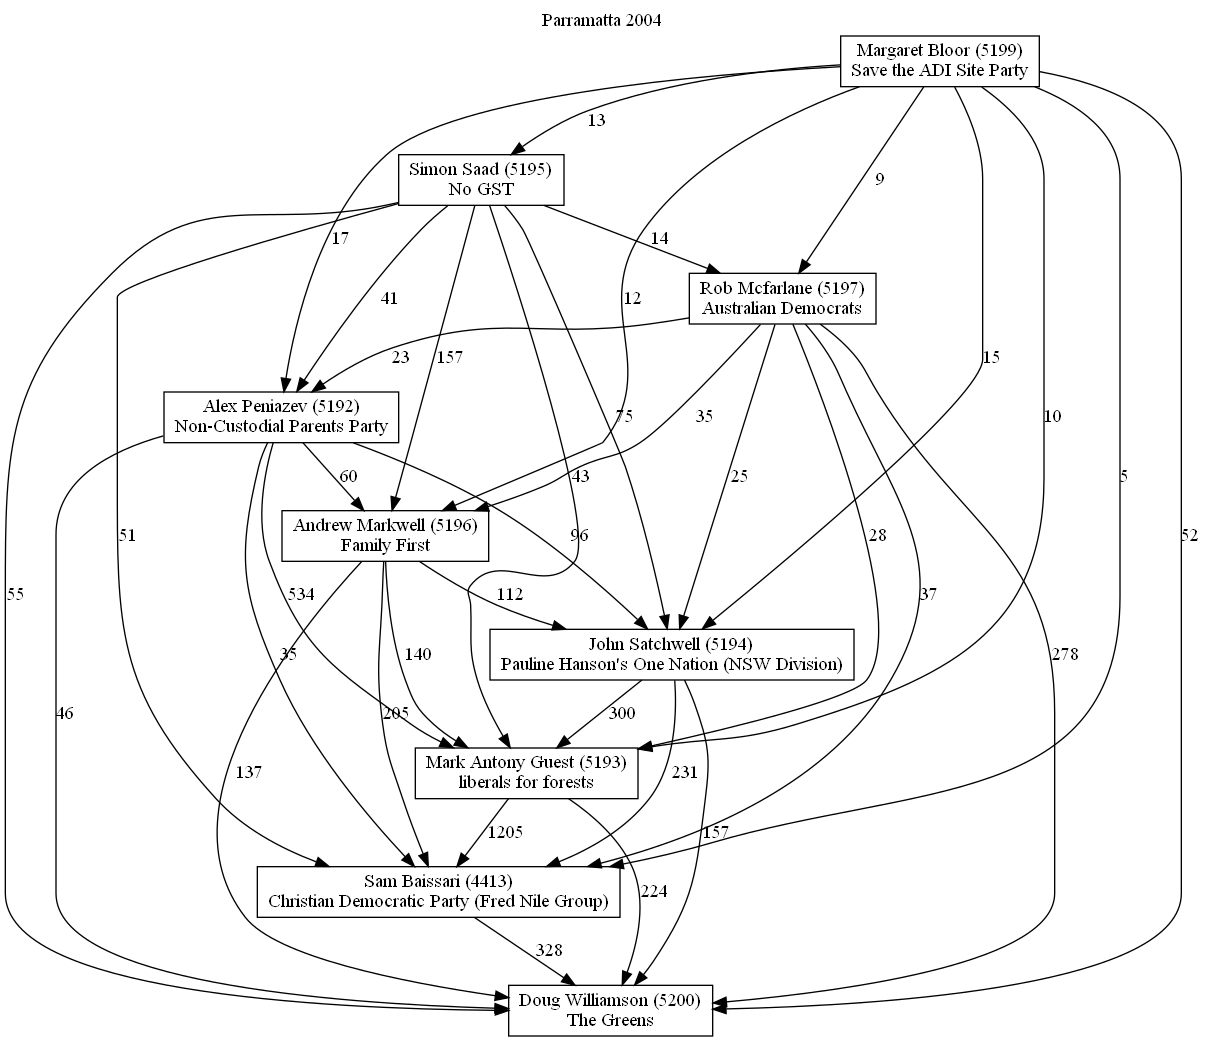 Parramatta 2004
Margaret Bloor (5199)
Save the ADI Site Party
13
Simon Saad (5195)
No GST
9
17
14
Rob Mcfarlane (5197)
Australian Democrats
41
12
23
157
15
Alex Peniazev (5192)
Non-Custodial Parents Party
75
35
10
60
43
25
5
Andrew Markwell (5196)
Family First
51
96
28
52
55
534
112
37
John Satchwell (5194)
Pauline Hanson's One Nation (NSW Division)
35
140
278
46
205
300
Mark Antony Guest (5193)
liberals for forests
137
231
1205
157
Sam Baissari (4413)
Christian Democratic Party (Fred Nile Group)
224
328
Doug Williamson (5200)
The Greens